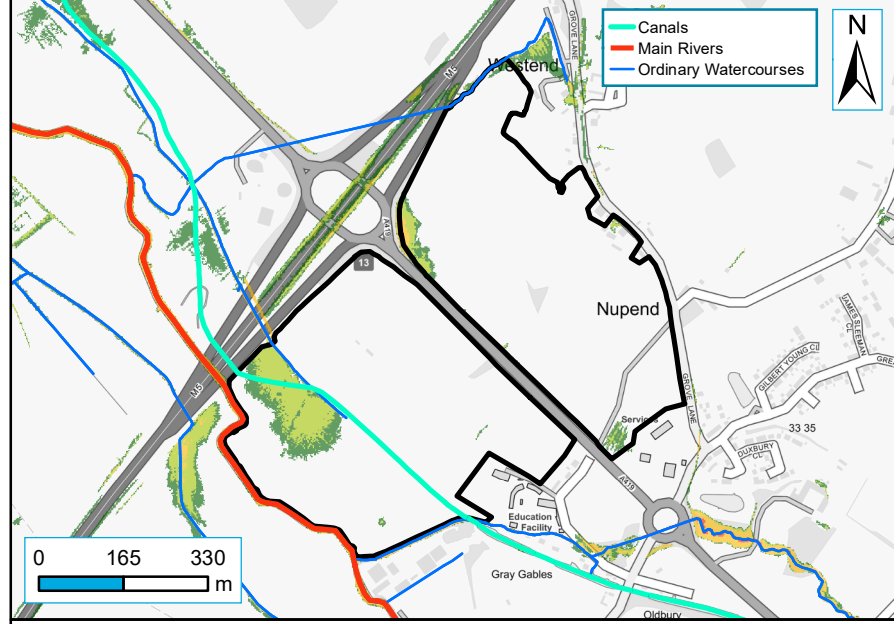 Canals
Main Rivers
Ordinary Watercourses
N
GROVE LANE
Westend
M5
A419
13
Nupend
JAMES SLEEMAN
CL
GILBERT YOUNG CL
GREA
M5
GROVE LANE
Services
33 35
DUXBURY
CL
A419
Education
Facility
Gray Gables
Oldbury
0 165 330
m